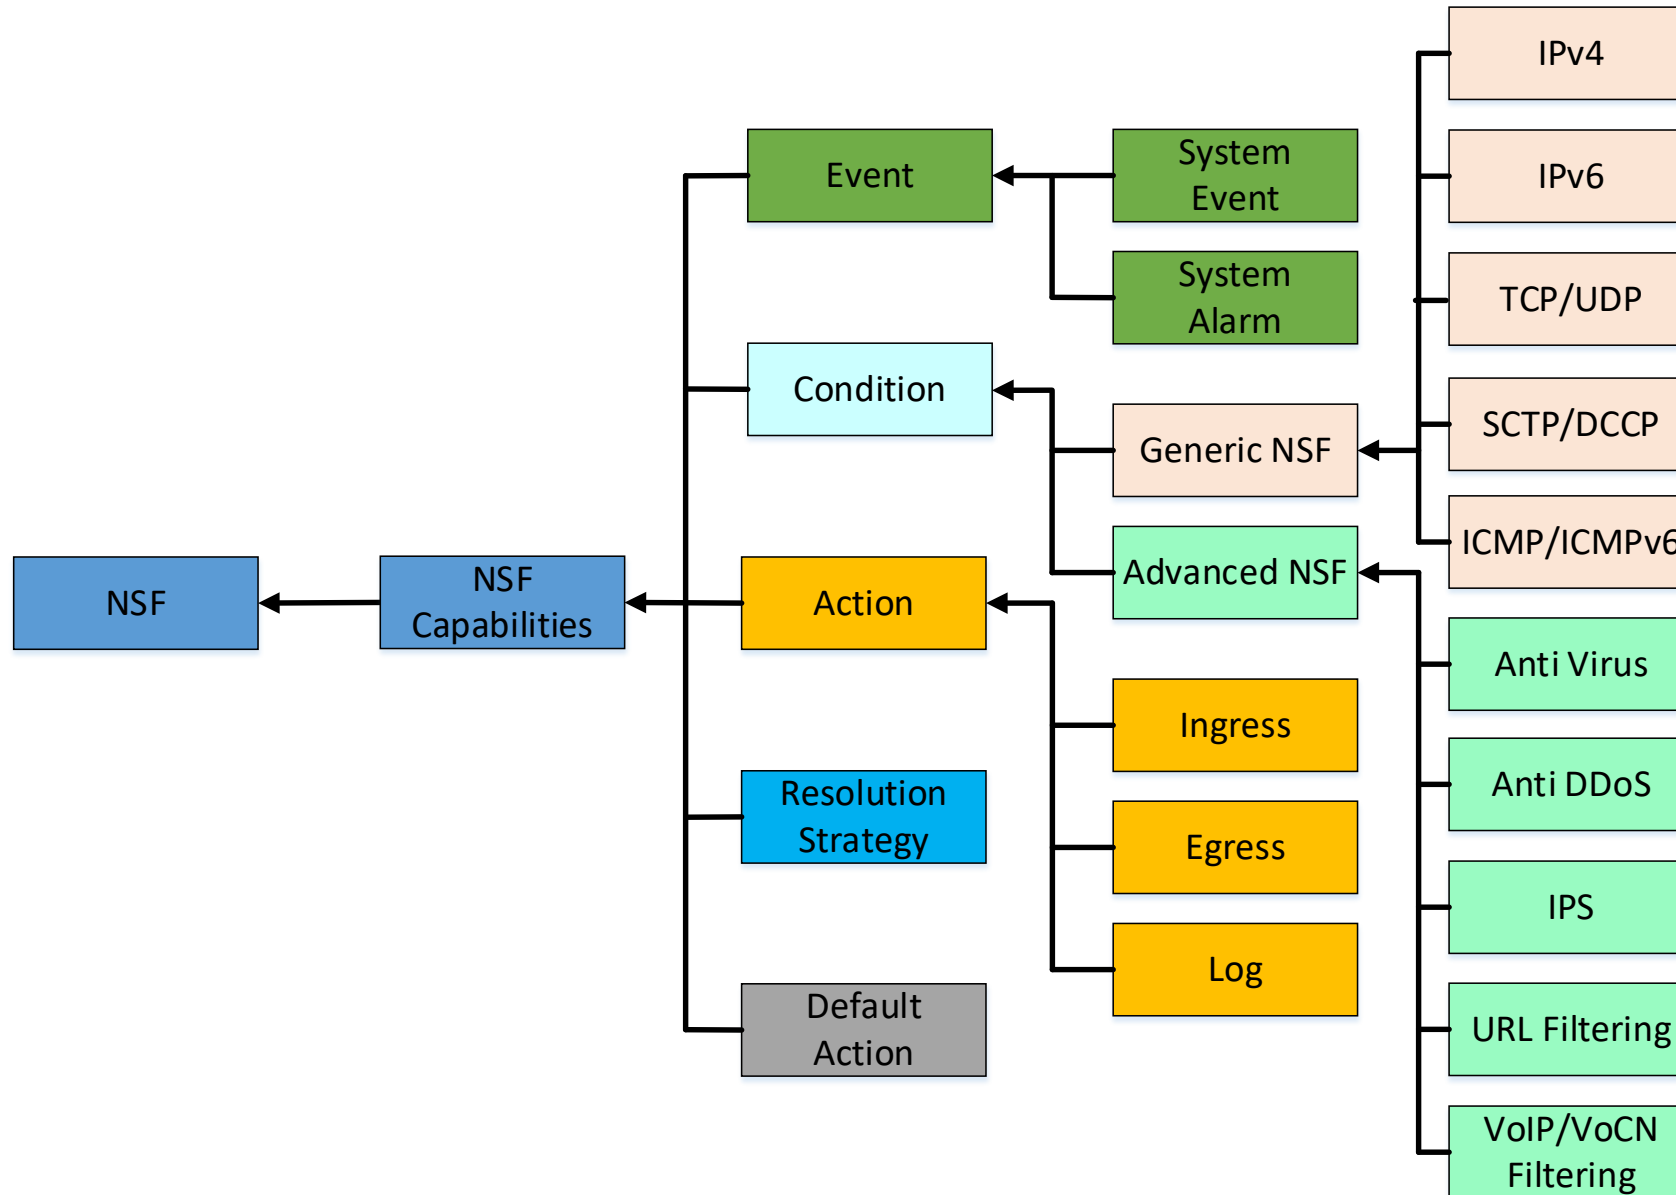 NSF
NSF
Capabilities
Event
Condition
Action
Resolution
Strategy
Default
Action
System
Event
System
Alarm
Generic NSF
Advanced NSF
Ingress
Egress
Log
IPv4
IPv6
TCP/UDP
SCTP/DCCP
ICMP/ICMPv6
Anti Virus
Anti DDoS
IPS
URL Filtering
VoIP/VoCN
Filtering